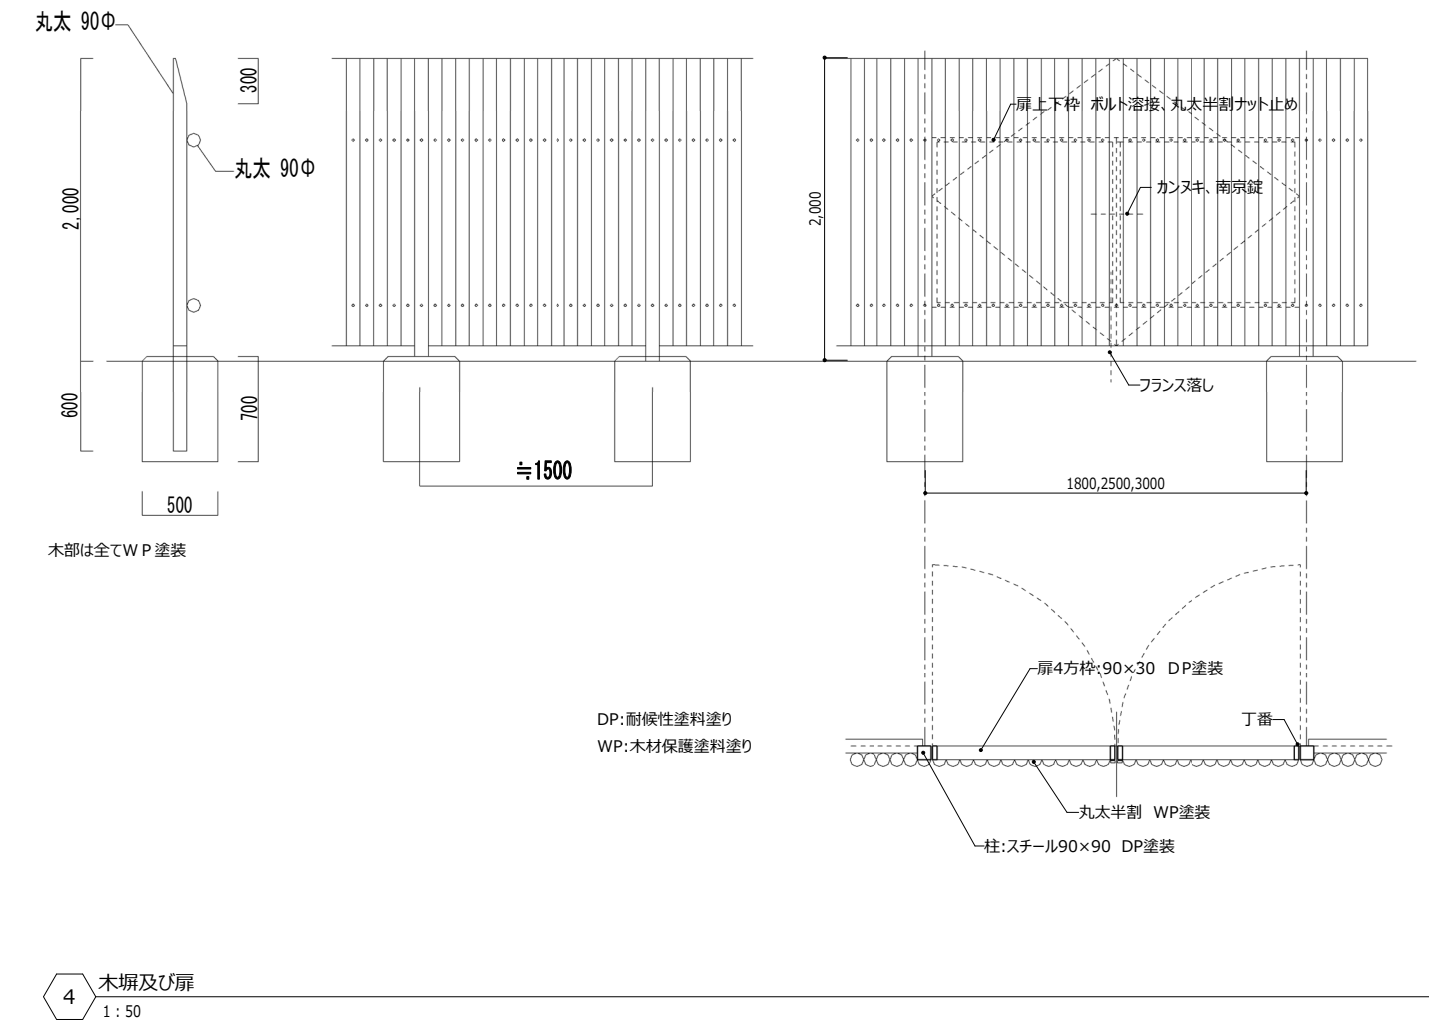 丸太 90Φ
300
丸太 90Φ
2,000
600
700
500
木部は全てＷＰ塗装
≒1500
2,000
扉上下枠 ボルト溶接、丸太半割ナット止め
カンヌキ、南京錠
フランス落し
1800,2500,3000
扉4方枠:90×30 DP塗装
DP:耐候性塗料塗り
WP:木材保護塗料塗り
丁番
丸太半割 WP塗装
柱:スチール90×90 DP塗装
4
木塀及び扉
1：50